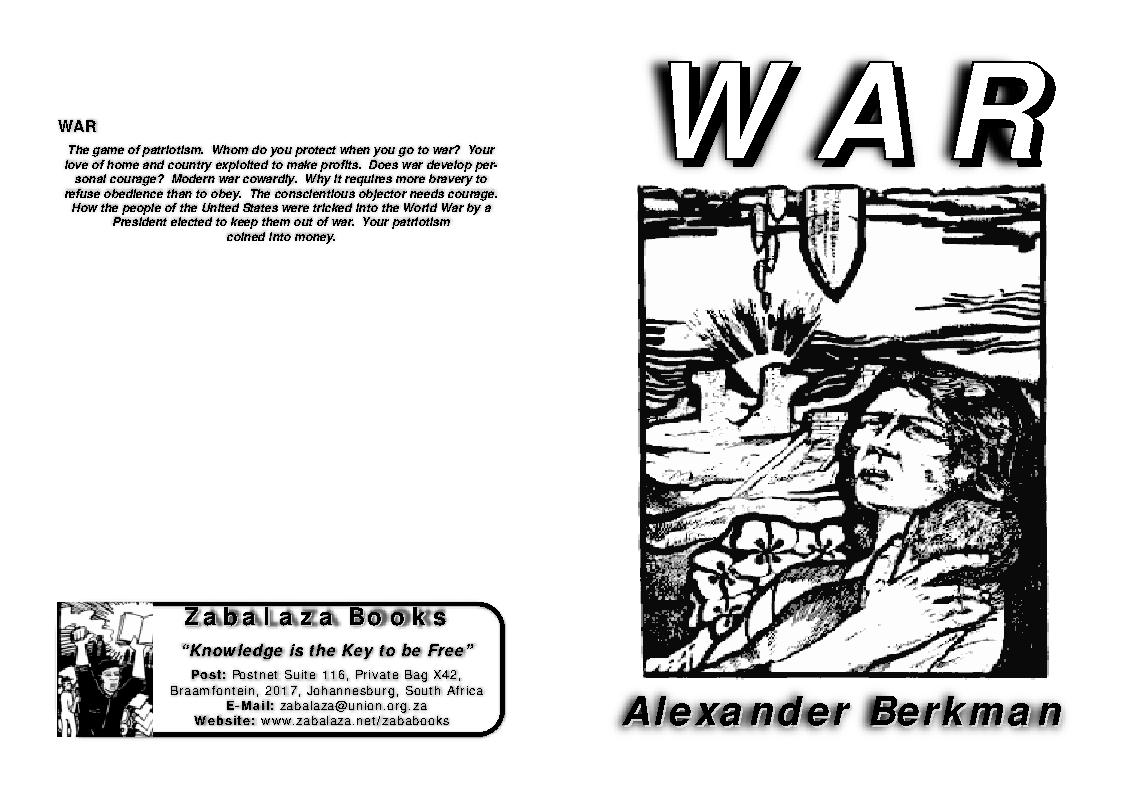 WAR
The game of patriotism. Whom do you protect when you go to war? Your
love of home and country exploited to make profits. Does war develop per-
sonal courage? Modern war cowardly. Why it requires more bravery to
refuse obedience than to obey. The conscientious objector needs courage.
How the people of the United States were tricked into the World War by a
President elected to keep them out of war. Your patriotism
coined into money.
ZabaLaza Books
“Knowledge is the Key to be Free”
Post: Postnet Suite 116, Private Bag X42,
Braamfontein, 2017, Johannesburg, South Africa
E-Mail: zabalaza@union.org.za
Website: www.zabalaza.net/zababooks
WAR
Alexander Berkman